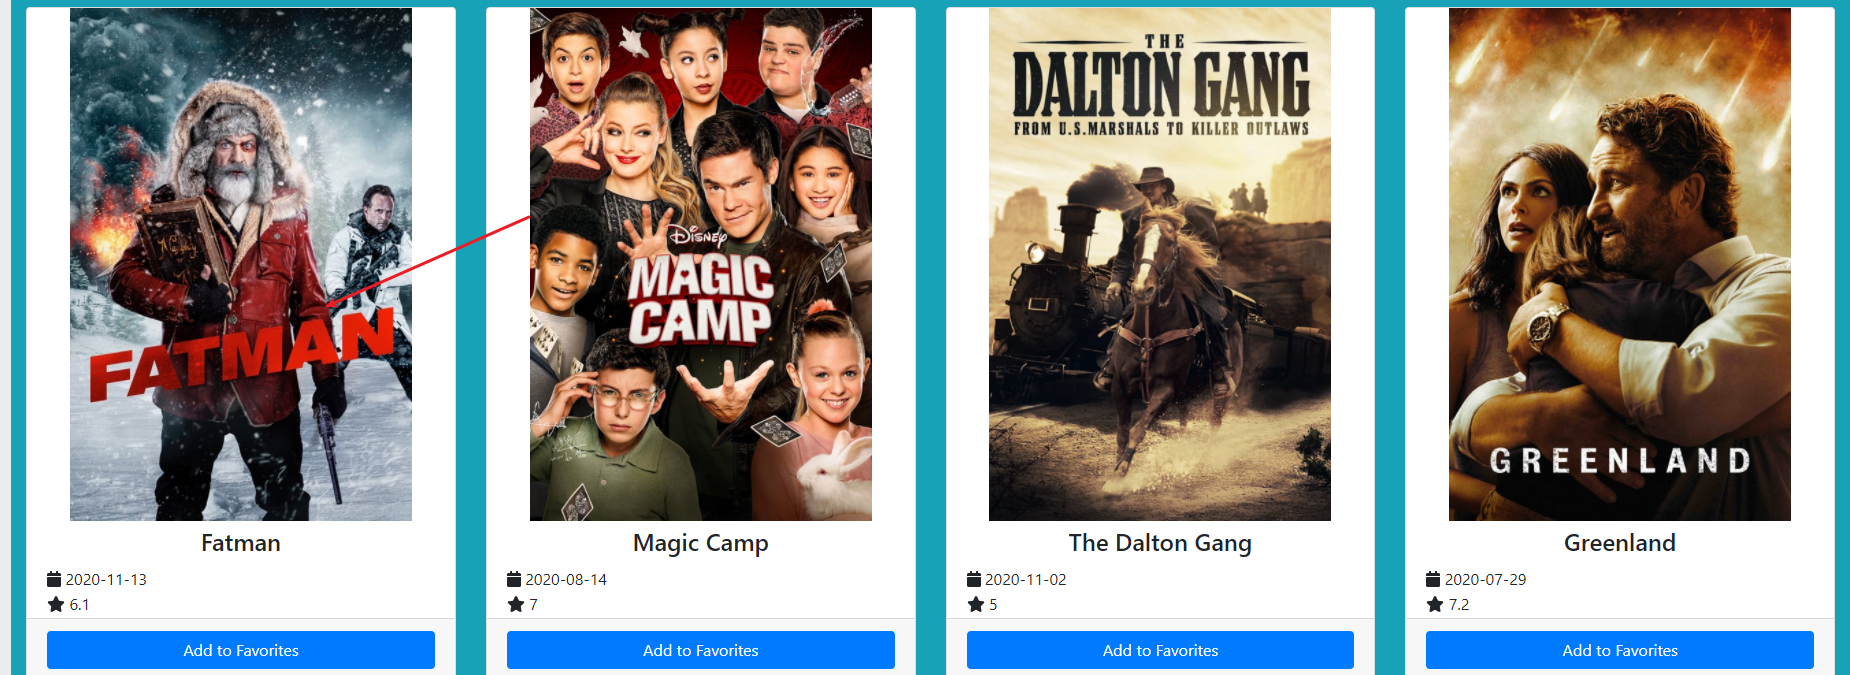 FATMAN
Fatman
2020-11-13
6.1
Add to Favorites
Disney
MAGIC
CAMP
Magic Camp
2020-08-14
7
Add to Favorites
THE
DALTON GANG
FROM U.S. MARSHALS TO KILLER OUTLAWS
The Dalton Gang
2020-11-02
5
Add to Favorites
GREENLAND
Greenland
2020-07-29
7.2
Add to Favorites